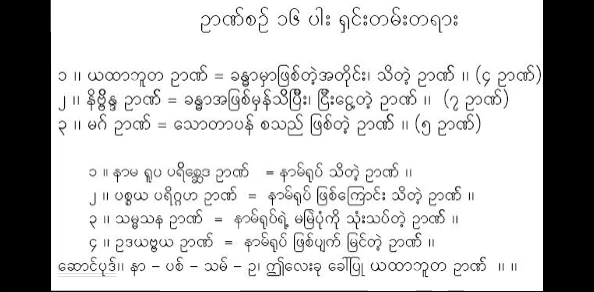 ဉာဏ်စဉ် ၁၆ ပါး ရှင်းတမ်းတရား
၁ ။ ယထာဘူတ ဉာဏ် = ခန္ဓာမှာဖြစ်တဲ့အတိုင်း၊ သိတဲ့ ဉာဏ် ။ (၄ ဉာဏ်)
၂ ။ နိဗ္ဗိန္ဒ ဉာဏ် = ခန္ဓာအဖြစ်မှန်သိပြီး၊ ငြီးငွေ့တဲ့ ဉာဏ် ။ (၇ ဉာဏ်)
၃ ။ မဂ် ဉာဏ် = သောတာပန် စသည် ဖြစ်တဲ့ ဉာဏ် ။ (၅ ဉာဏ်)
၁ ။ နာမ ရူပ ပရိစ္ဆေဒ ဉာဏ် = နာမ်ရုပ် သိတဲ့ ဉာဏ် ။
၂ ။ ပစ္စယ ပရိဂ္ဂဟ ဉာဏ် = နာမ်ရုပ် ဖြစ်ကြောင်း သိတဲ့ ဉာဏ် ။
၃ ။ သမ္မသန ဉာဏ် = နာမ်ရုပ်ရဲ့ မမြဲပုံကို သုံးသပ်တဲ့ ဉာဏ် ။
၄ ။ ဥဒယဗ္ဗယ ဉာဏ် = နာမ်ရုပ် ဖြစ်ပျက် မြင်တဲ့ ဉာဏ် ။
ဆောင်ပုဒ်။ နာ – ပစ် – သမ် – ဥ၊ ဤလေးခု ခေါ်ပြု ယထာဘူတ ဉာဏ် ။ ။